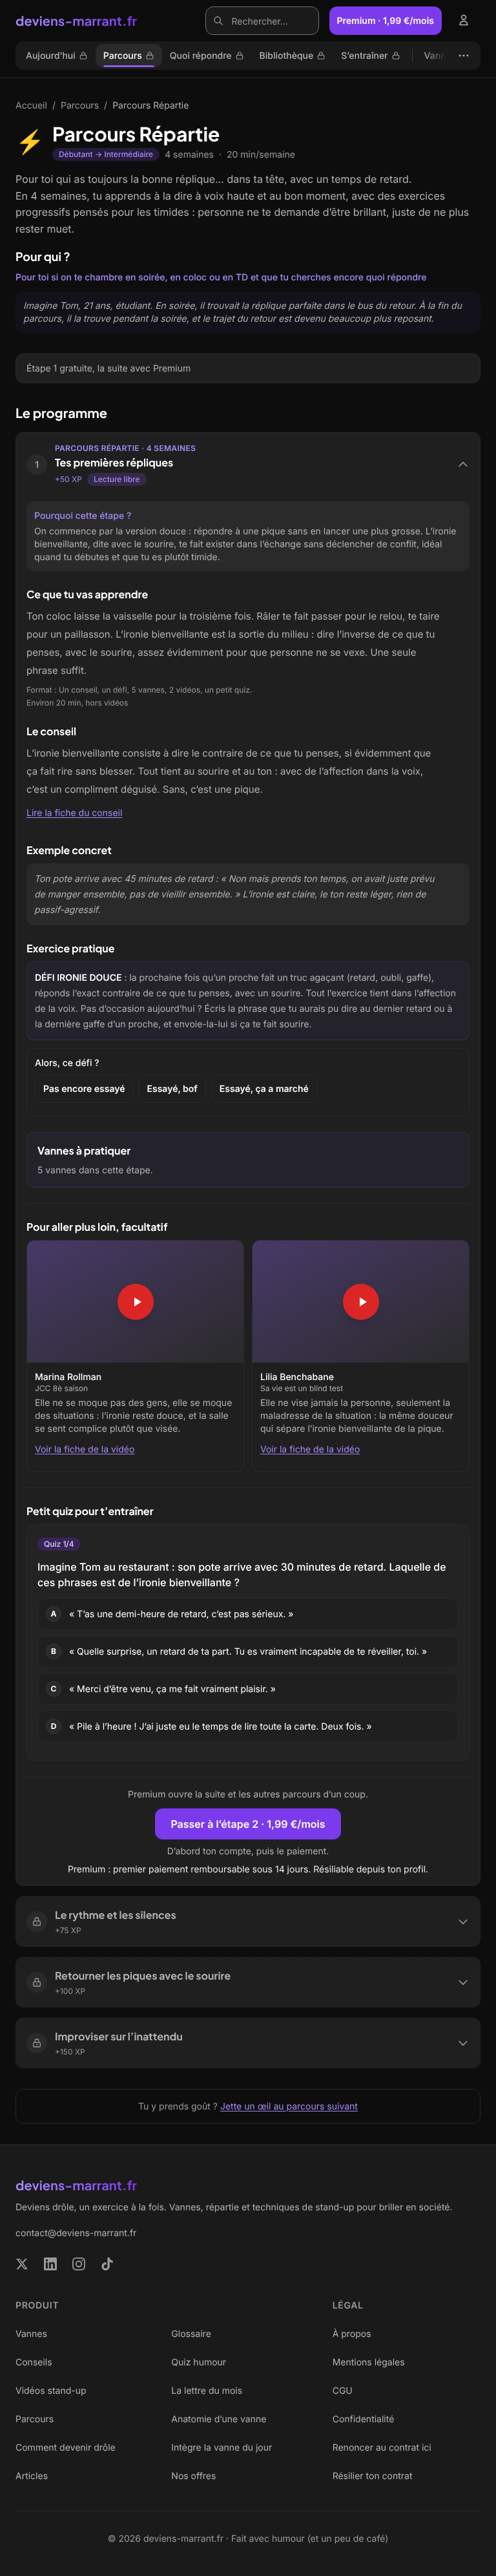 deviens-marrant.fr
Rechercher...
Premium · 1,99 €/mois
Aujourd’hui
Parcours
Quoi répondre
Bibliothèque
S’entraîner
Accueil / Parcours / Parcours Répartie
⚡ Parcours Répartie
Débutant → Intermédiaire 4 semaines · 20 min/semaine
Pour toi qui as toujours la bonne réplique... dans ta tête, avec un temps de retard.
En 4 semaines, tu apprends à la dire à voix haute et au bon moment, avec des exercices
progressifs pensés pour les timides : personne ne te demande d’être brillant, juste de ne plus
rester muet.
Pour qui ?
Pour toi si on te chambre en soirée, en coloc ou en TD et que tu cherches encore quoi répondre
Imagine Tom, 21 ans, étudiant. En soirée, il trouvait la réplique parfaite dans le bus du retour. À la fin du
parcours, il la trouve pendant la soirée, et le trajet du retour est devenu beaucoup plus reposant.
Étape 1 gratuite, la suite avec Premium
Le programme
PARCOURS RÉPARTIE · 4 SEMAINES
1
Tes premières répliques
+50 XP Lecture libre
Pourquoi cette étape ?
On commence par la version douce : répondre à une pique sans en lancer une plus grosse. L’ironie
bienveillante, dite avec le sourire, te fait exister dans l’échange sans déclencher de conflit, idéal
quand tu débutes et que tu es plutôt timide.
Ce que tu vas apprendre
Ton coloc laisse la vaisselle pour la troisième fois. Râler te fait passer pour le relou, te taire
pour un paillasson. L’ironie bienveillante est la sortie du milieu : dire l’inverse de ce que tu
penses, avec le sourire, assez évidemment pour que personne ne se vexe. Une seule
phrase suffit.
Format : Un conseil, un défi, 5 vannes, 2 vidéos, un petit quiz.
Environ 20 min, hors vidéos
Le conseil
L’ironie bienveillante consiste à dire le contraire de ce que tu penses, si évidemment que
ça fait rire sans blesser. Tout tient au sourire et au ton : avec de l’affection dans la voix,
c’est un compliment déguisé. Sans, c’est une pique.
Lire la fiche du conseil
Exemple concret
Ton pote arrive avec 45 minutes de retard : « Non mais prends ton temps, on avait juste prévu
de manger ensemble, pas de vieillir ensemble. » L’ironie est claire, le ton reste léger, rien de
passif-agressif.
Exercice pratique
DÉFI IRONIE DOUCE : la prochaine fois qu’un proche fait un truc agaçant (retard, oubli, gaffe),
réponds l’exact contraire de ce que tu penses, avec un sourire. Tout l’exercice tient dans l’affection
de la voix. Pas d’occasion aujourd’hui ? Écris la phrase que tu aurais pu dire au dernier retard ou à
la dernière gaffe d’un proche, et envoie-la-lui si ça te fait sourire.
Alors, ce défi ?
Pas encore essayé
Essayé, bof
Essayé, ça a marché
Vannes à pratiquer
5 vannes dans cette étape.
Pour aller plus loin, facultatif
Marina Rollman
JCC 8è saison
Elle ne se moque pas des gens, elle se moque
des situations : l’ironie reste douce, et la salle
se sent complice plutôt que visée.
Voir la fiche de la vidéo
Lilia Benchabane
Sa vie est un blind test
Elle ne vise jamais la personne, seulement la
maladresse de la situation : la même douceur
qui sépare l’ironie bienveillante de la pique.
Voir la fiche de la vidéo
Petit quiz pour t’entraîner
Quiz 1/4
Imagine Tom au restaurant : son pote arrive avec 30 minutes de retard. Laquelle de
ces phrases est de l’ironie bienveillante ?
A « T’as une demi-heure de retard, c’est pas sérieux. »
B « Quelle surprise, un retard de ta part. Tu es vraiment incapable de te réveiller, toi. »
C « Merci d’être venu, ça me fait vraiment plaisir. »
D « Pile à l’heure ! J’ai juste eu le temps de lire toute la carte. Deux fois. »
Premium ouvre la suite et les autres parcours d’un coup.
Passer à l’étape 2 · 1,99 €/mois
D’abord ton compte, puis le paiement.
Premium : premier paiement remboursable sous 14 jours. Résiliable depuis ton profil.
Le rythme et les silences
+75 XP
Retourner les piques avec le sourire
+100 XP
Improviser sur l’inattendu
+150 XP
Tu y prends goût ? Jette un œil au parcours suivant
deviens-marrant.fr
Deviens drôle, un exercice à la fois. Vannes, répartie et techniques de stand-up pour briller en société.
contact@deviens-marrant.fr
PRODUIT
Vannes
Conseils
Vidéos stand-up
Parcours
Comment devenir drôle
Articles
Glossaire
Quiz humour
La lettre du mois
Anatomie d’une vanne
Intègre la vanne du jour
Nos offres
LÉGAL
À propos
Mentions légales
CGU
Confidentialité
Renoncer au contrat ici
Résilier ton contrat
© 2026 deviens-marrant.fr · Fait avec humour (et un peu de café)